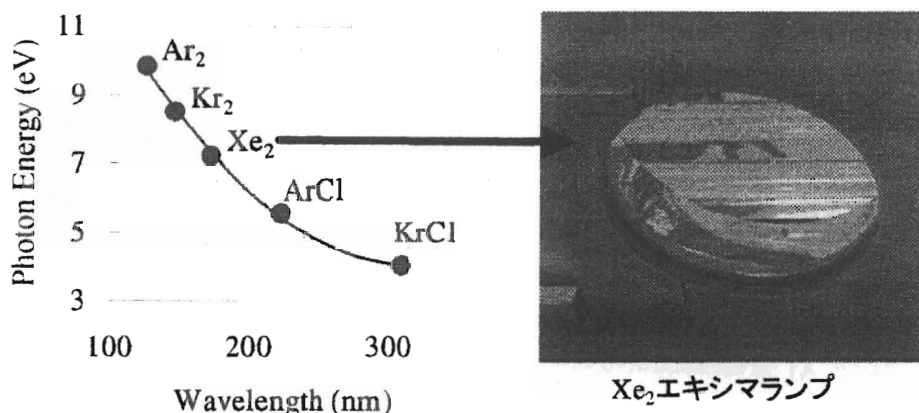 Photon Energy (eV)
11
9
7
5
3
Ar₂
Kr₂
Xe₂
ArCl
KrCl
100 200 300
Wavelength (nm)
Xe₂エキシマランプ